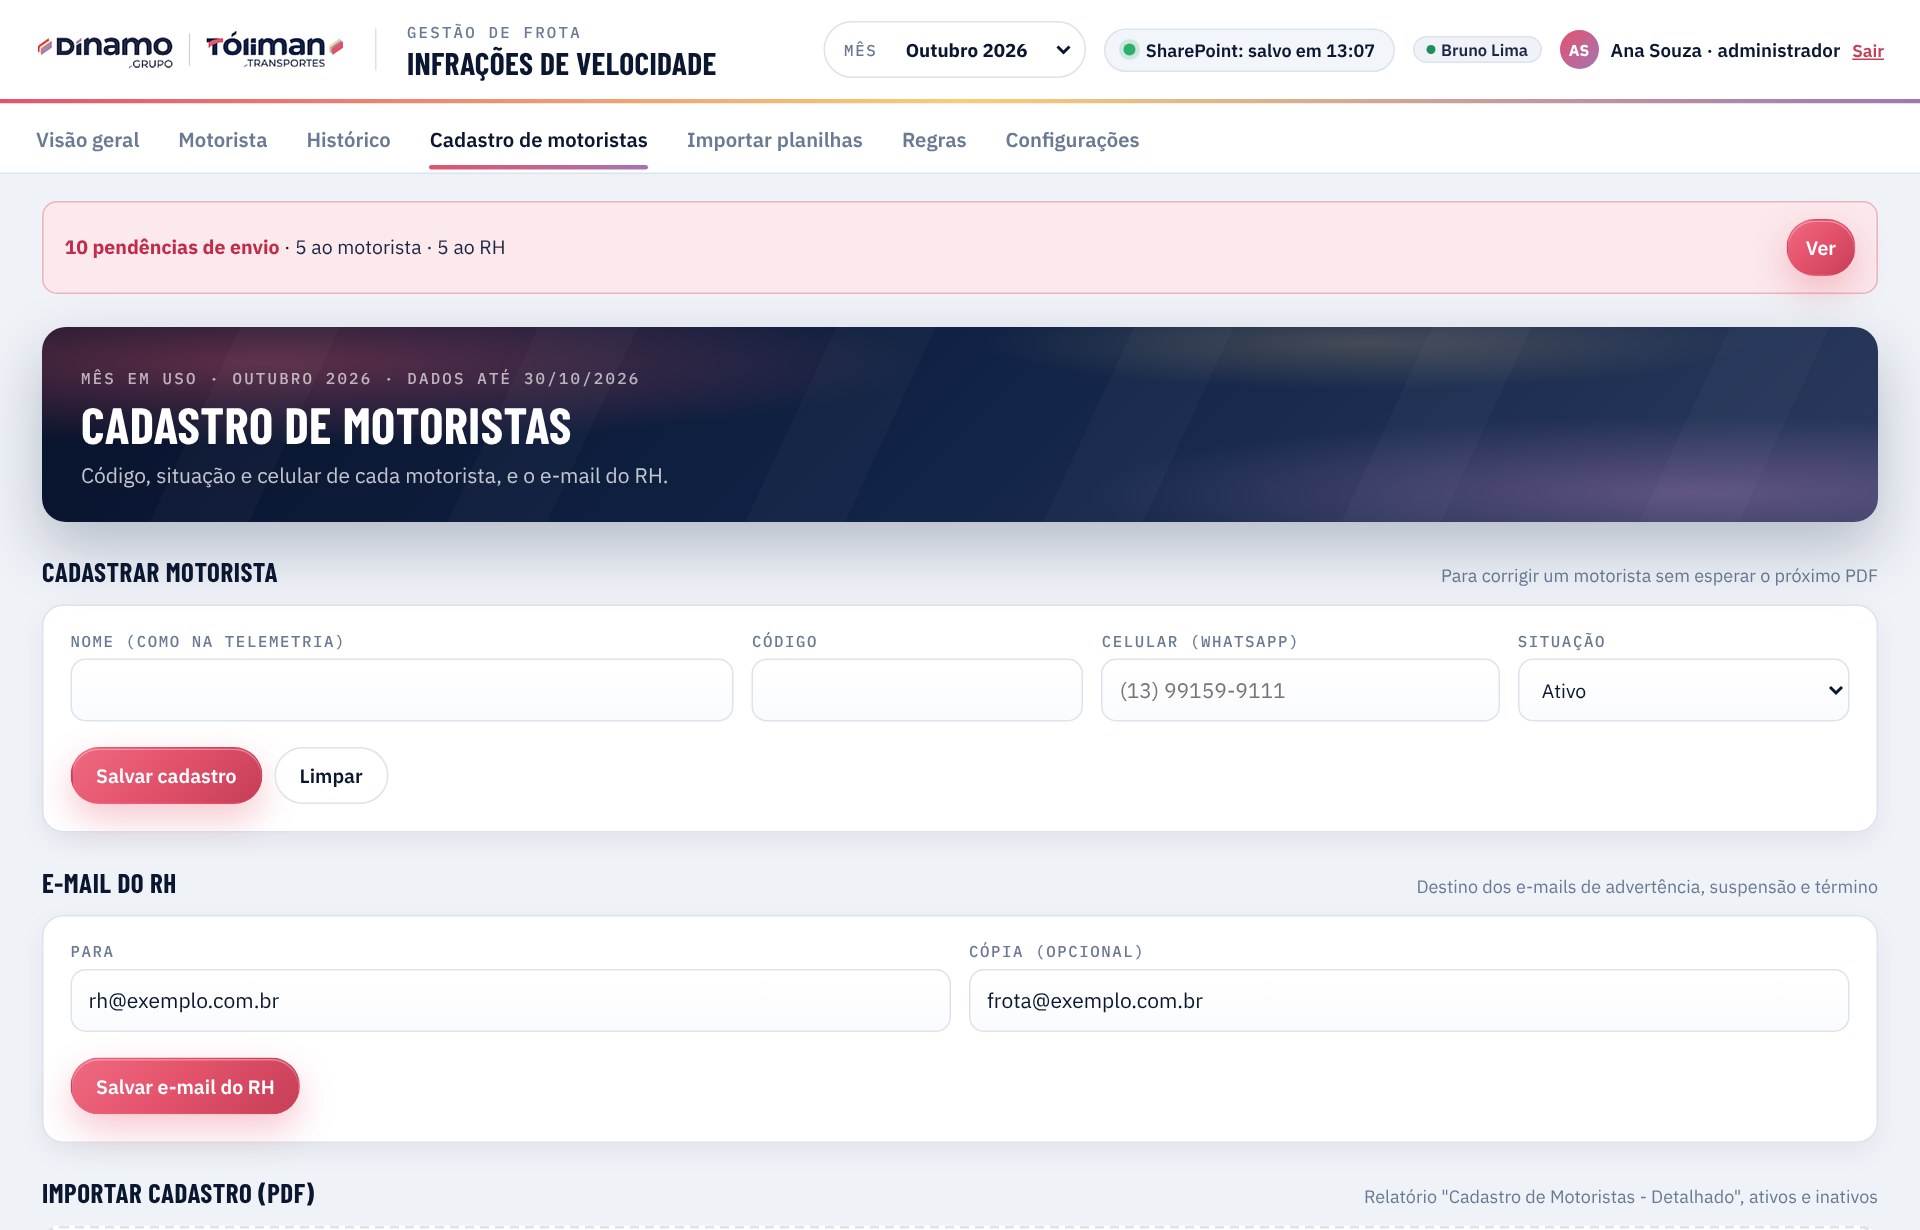 Dinamo
.GRUPO
Tóliman
.TRANSPORTES
GESTÃO DE FROTA
INFRAÇÕES DE VELOCIDADE
MÊS
Outubro 2026
SharePoint: salvo em 13:07
Bruno Lima
AS
Ana Souza · administrador
Sair
Visão geral
Motorista
Histórico
Cadastro de motoristas
Importar planilhas
Regras
Configurações
10 pendências de envio · 5 ao motorista · 5 ao RH
Ver
MÊS EM USO · OUTUBRO 2026 · DADOS ATÉ 30/10/2026
CADASTRO DE MOTORISTAS
Código, situação e celular de cada motorista, e o e-mail do RH.
CADASTRAR MOTORISTA
Para corrigir um motorista sem esperar o próximo PDF
NOME (COMO NA TELEMETRIA)
CÓDIGO
CELULAR (WHATSAPP)
SITUAÇÃO
(13) 99159-9111
Ativo
Salvar cadastro
Limpar
E-MAIL DO RH
Destino dos e-mails de advertência, suspensão e término
PARA
CÓPIA (OPCIONAL)
rh@exemplo.com.br
frota@exemplo.com.br
Salvar e-mail do RH
IMPORTAR CADASTRO (PDF)
Relatório "Cadastro de Motoristas - Detalhado", ativos e inativos